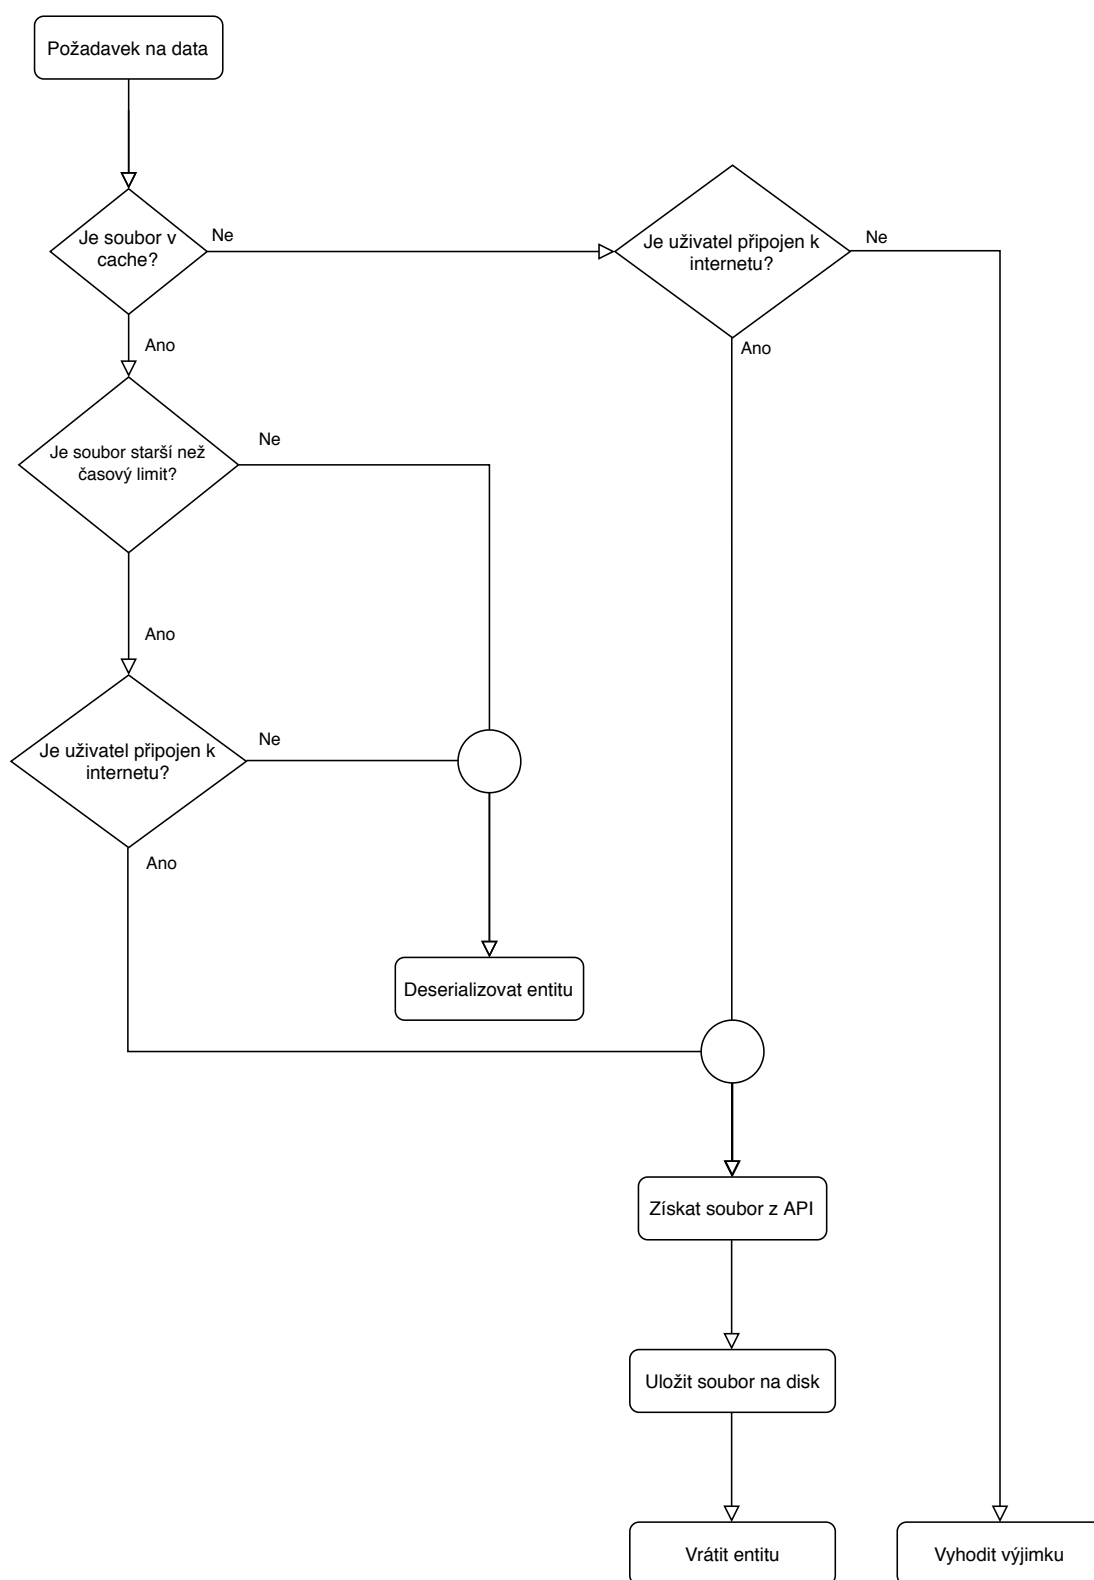 Požadavek na data
Je soubor v
cache?
Ne
Je uživatel připojen k
internetu?
Ne
Ano
Ano
Je soubor starší než
časový limit?
Ne
Ano
Je uživatel připojen k
internetu?
Ne
Ano
Deserializovat entitu
Získat soubor z API
Uložit soubor na disk
Vrátit entitu
Vyhodit výjimku